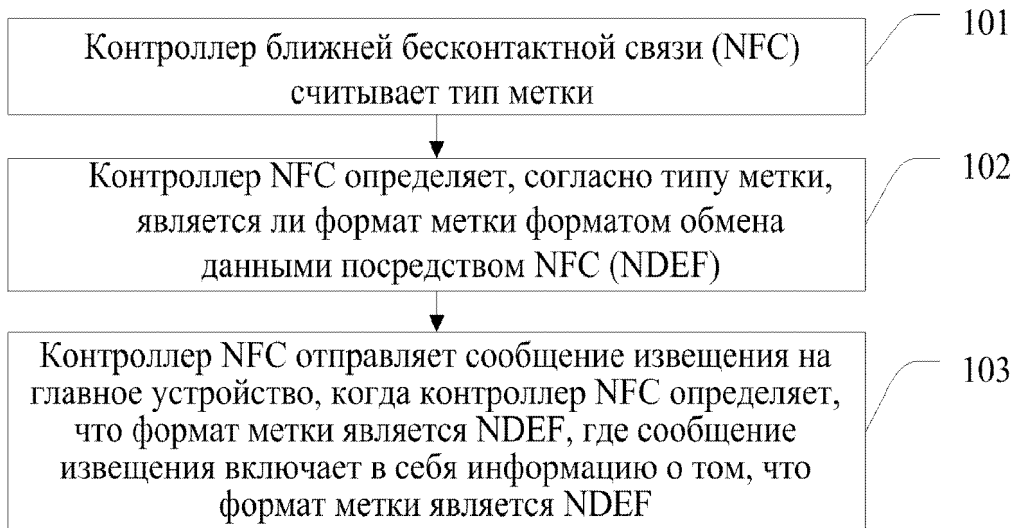 Контроллер ближней бесконтактной связи (NFC)
считывает тип метки
101
Контроллер NFC определяет, согласно типу метки,
является ли формат метки форматом обмена
данными посредством NFC (NDEF)
102
Контроллер NFC отправляет сообщение извещения на
главное устройство, когда контроллер NFC определяет,
что формат метки является NDEF, где сообщение
извещения включает в себя информацию о том, что
формат метки является NDEF
103